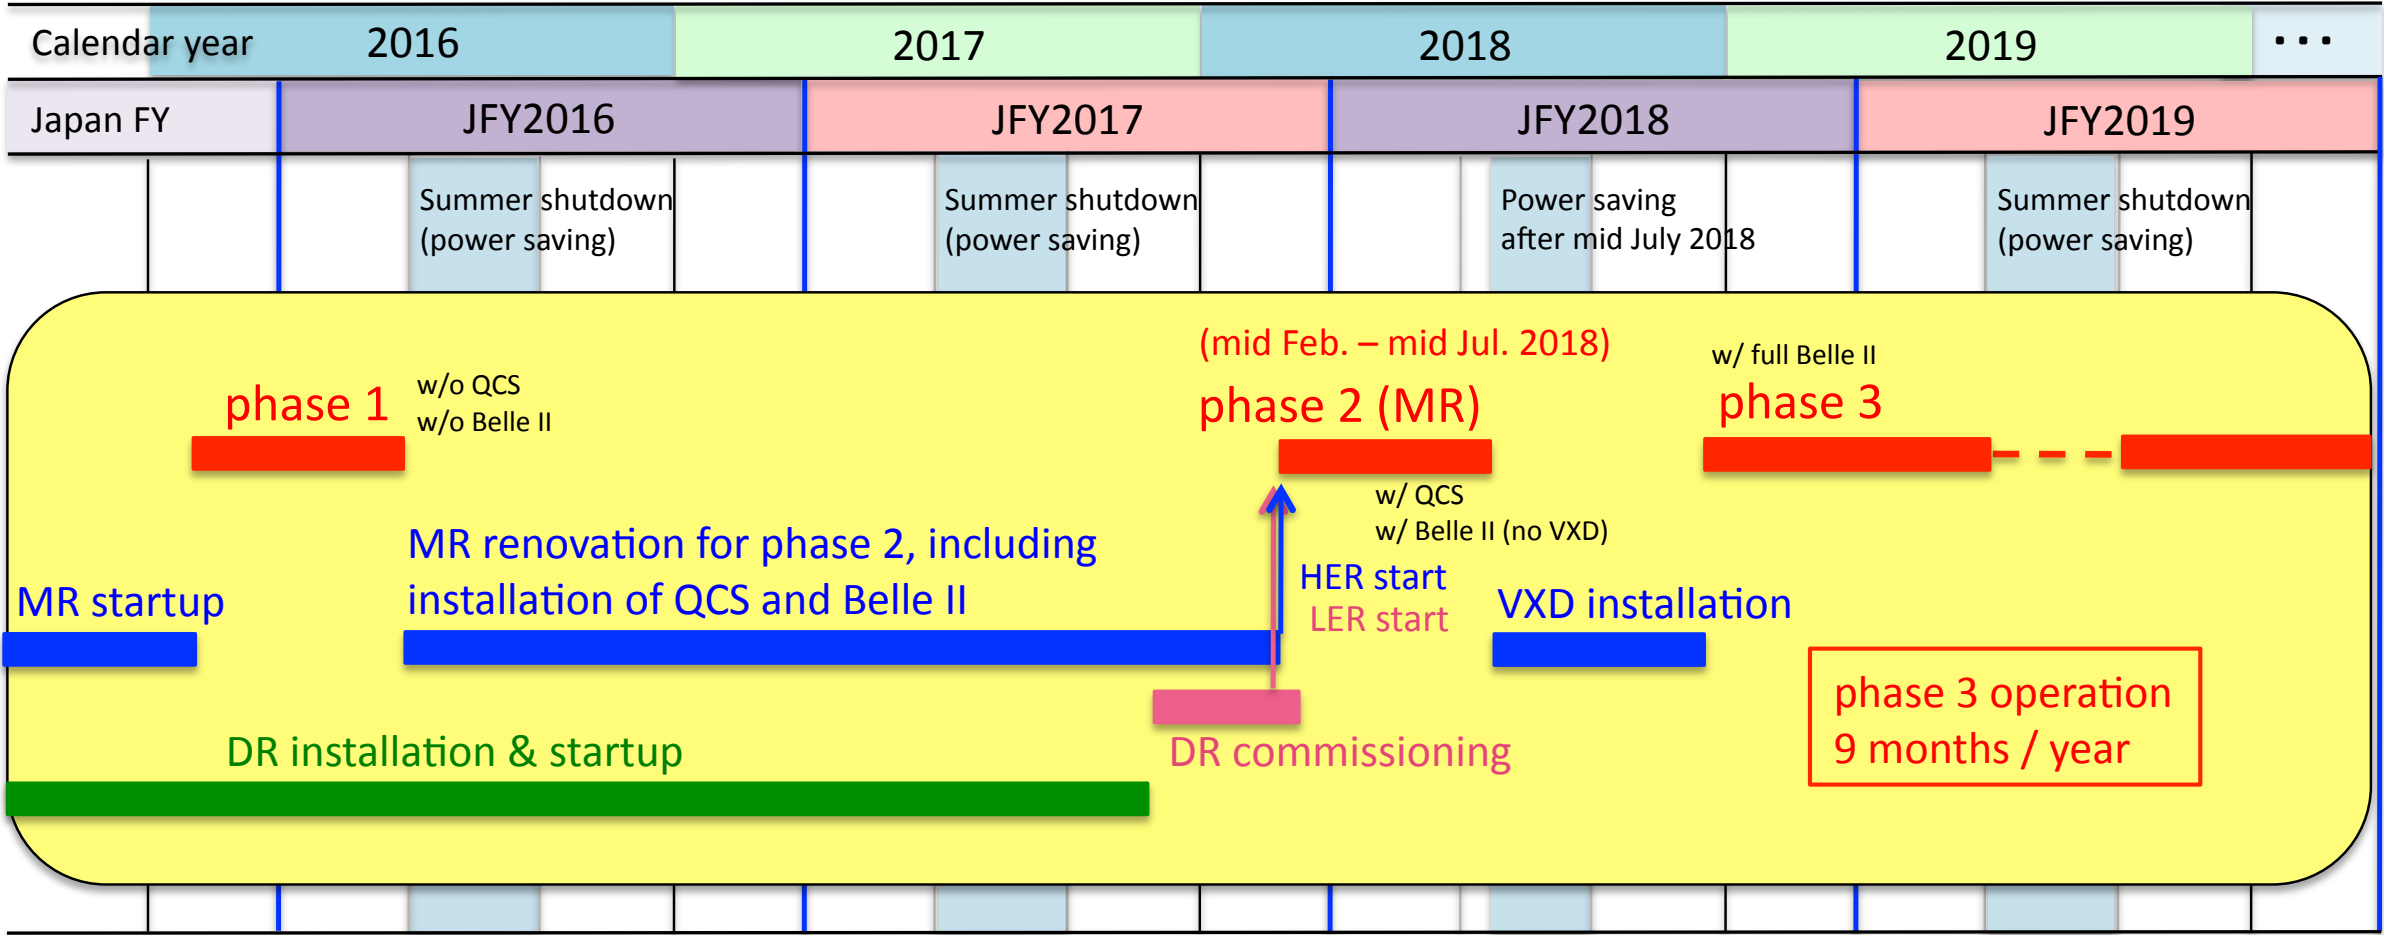 Calendar year 2016 2017 2018 2019 ...
Japan FY JFY2016 JFY2017 JFY2018 JFY2019
Summer shutdown
(power saving)
Summer shutdown
(power saving)
Power saving
after mid July 2018
Summer shutdown
(power saving)
phase 1
w/o QCS
w/o Belle II
(mid Feb. – mid Jul. 2018)
phase 2 (MR)
w/ QCS
w/ Belle II (no VXD)
w/ full Belle II
phase 3
MR startup
MR renovation for phase 2, including
installation of QCS and Belle II
HER start
LER start
VXD installation
DR installation & startup
DR commissioning
phase 3 operation
9 months / year